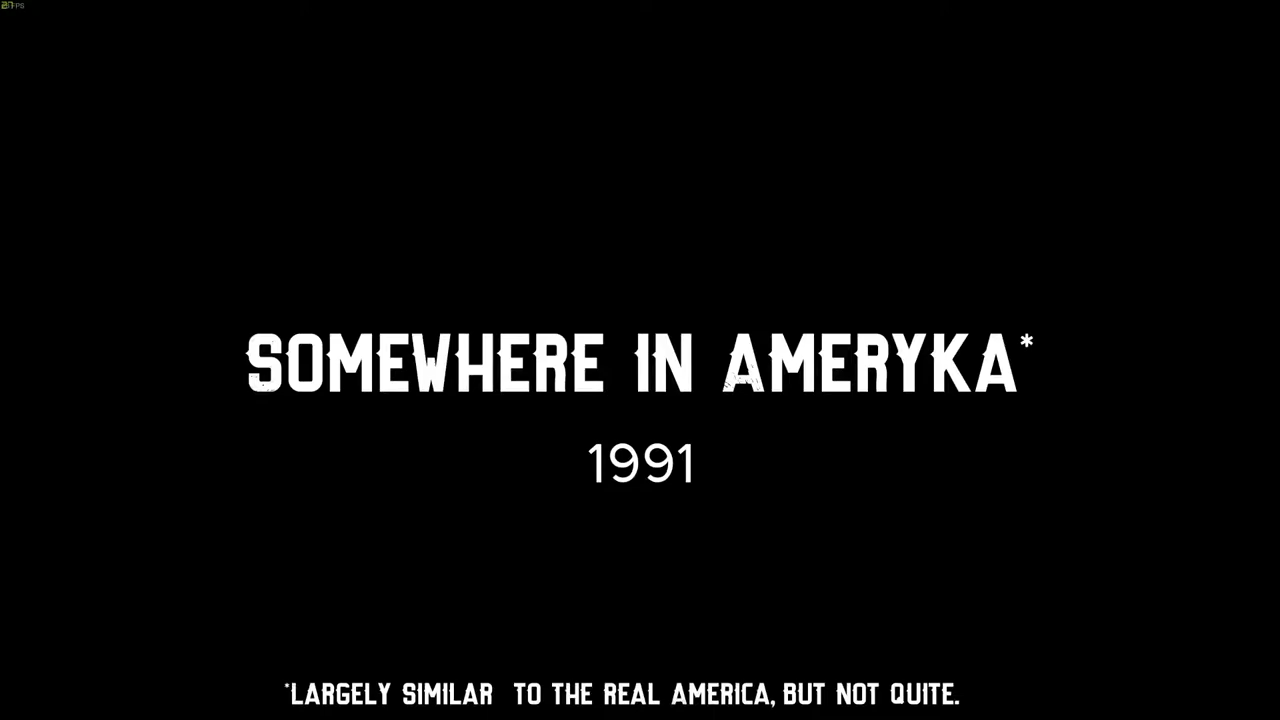 SOMEWHERE IN AMERYKA*
1991
*LARGELY SIMILAR TO THE REAL AMERICA, BUT NOT QUITE.